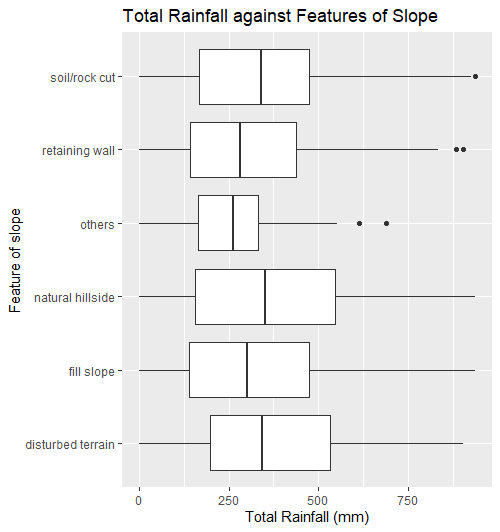 Total Rainfall against Features of Slope
soil/rock cut
retaining wall
others
natural hillside
fill slope
disturbed terrain
Feature of slope
0 250 500 750
Total Rainfall (mm)